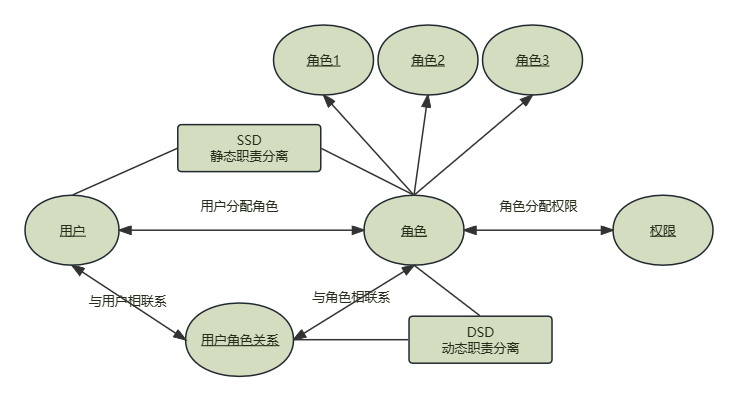 角色1
角色2
角色3
SSD
静态职责分离
用户分配角色
角色分配权限
用户
角色
权限
与用户相联系
与角色相联系
用户角色关系
DSD
动态职责分离